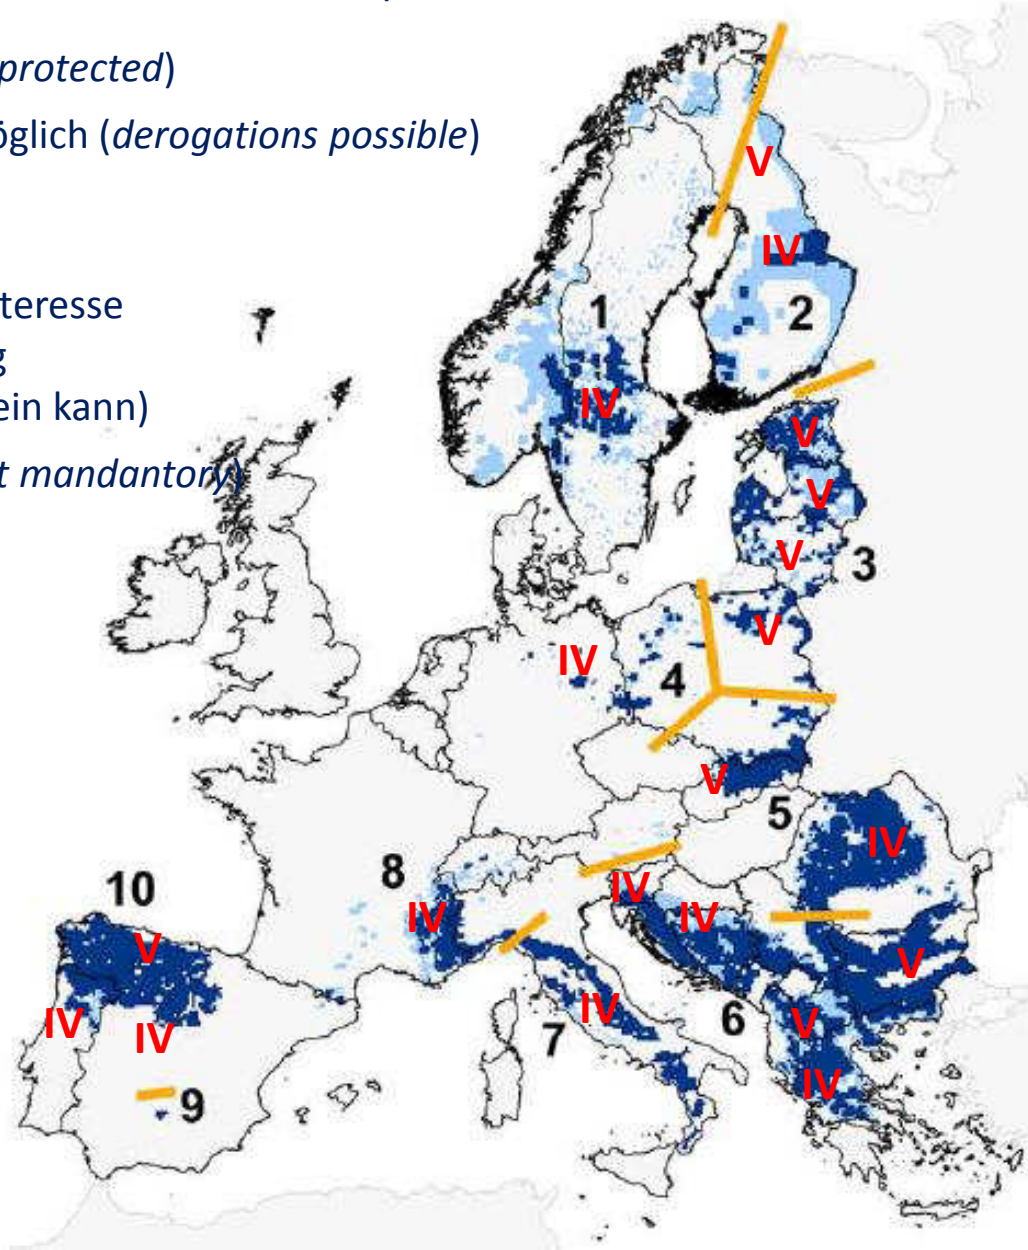 protected)
öglich (derogations possible)
V
IV
teresse
1
2
g
ein kann)
IV
V
t mandantory)
V
V
3
V
IV
4
V
5
IV
8
IV
10
IV
IV
V
V
IV
7
6
V
IV
IV
IV
9